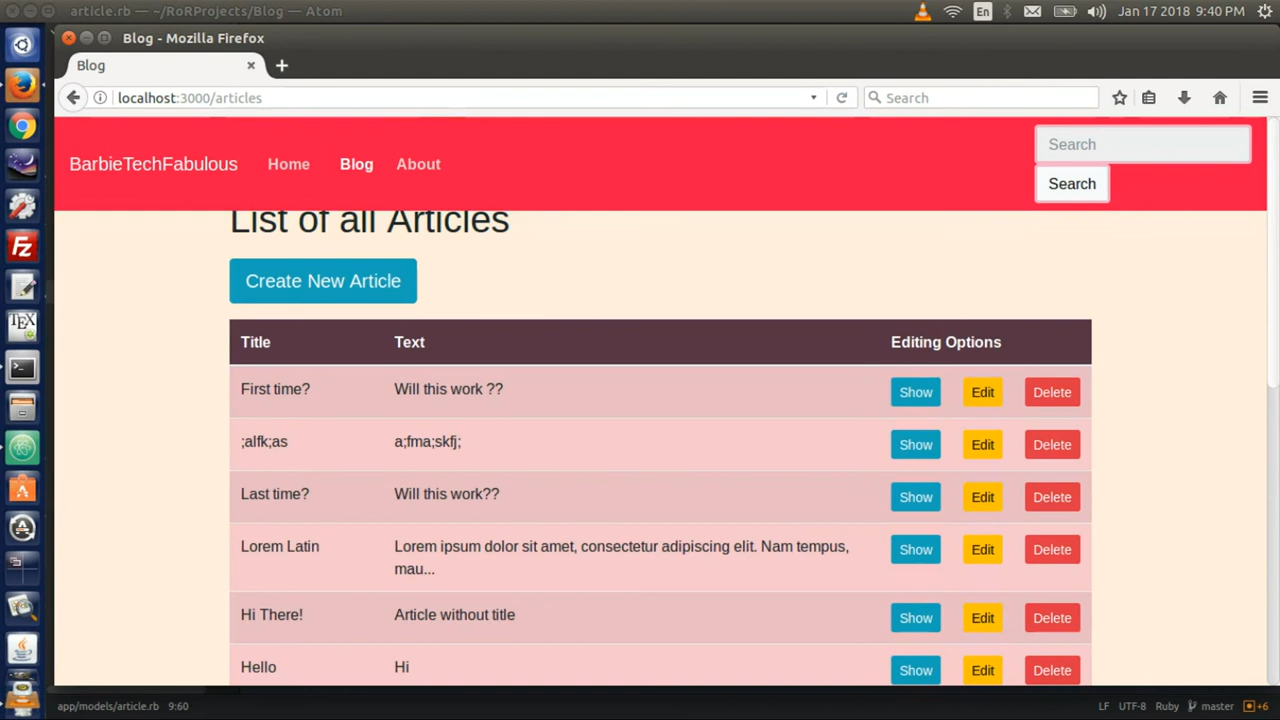 article.rb — ~/RoRProjects/Blog — Atom
En
Jan 17 2018 9:40 PM
Blog - Mozilla Firefox
Blog
localhost:3000/articles
Search
BarbieTechFabulous Home Blog About
Search
Search
List of all Articles
Create New Article
Title Text Editing Options
First time? Will this work ?? Show Edit Delete
;alfk;as a;fma;skfj; Show Edit Delete
Last time? Will this work?? Show Edit Delete
Lorem Latin Lorem ipsum dolor sit amet, consectetur adipiscing elit. Nam tempus, Show Edit Delete
mau...
Hi There! Article without title Show Edit Delete
Hello Hi Show Edit Delete
app/models/article.rb 9:60 LF UTF-8 Ruby master +6
Fz
TEX